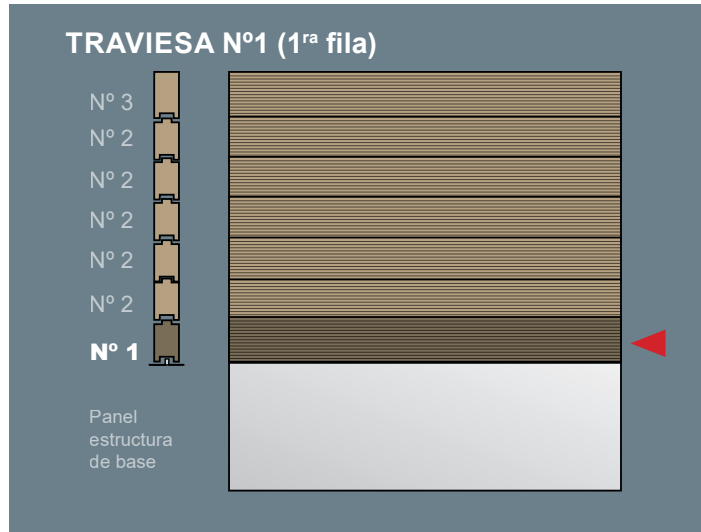 TRAVIESA Nº1 (1ra fila)
Nº 3
Nº 2
Nº 2
Nº 2
Nº 2
Nº 2
Nº 1
Panel
estructura
de base